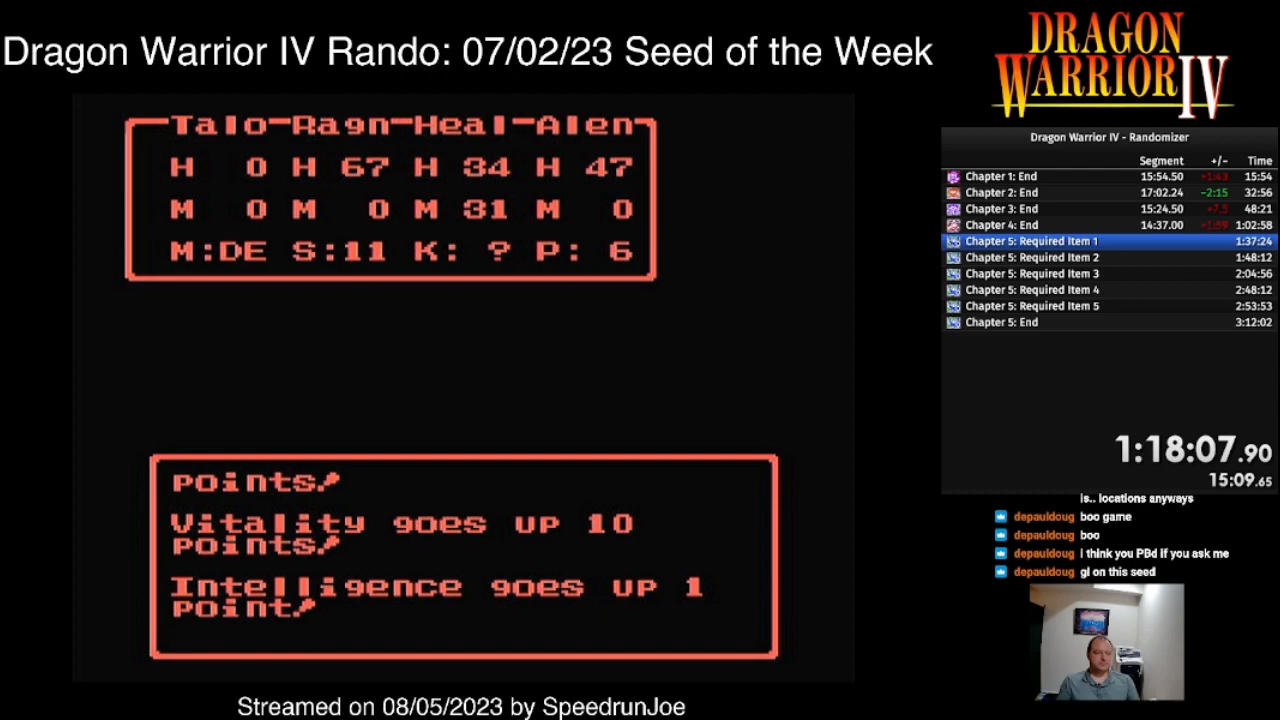 Dragon Warrior IV Rando: 07/02/23 Seed of the Week
Talo Ragn Heal Alen
H 0 H 67 H 34 H 47
M 0 M 0 M 31 M 0
M:DE S:11 K: ? P: 6
points!
Vitality goes up 10
points!
Intelligence goes up 1
point!
Streamed on 08/05/2023 by SpeedrunJoe
DRAGON
WARRIOR IV
Dragon Warrior IV - Randomizer
Segment +/- Time
Chapter 1: End 15:54.50 +1:43 15:54
Chapter 2: End 17:02.24 −2:15 32:56
Chapter 3: End 15:24.50 +7.5 48:21
Chapter 4: End 14:37.00 +1:59 1:02:58
Chapter 5: Required Item 1 1:37:24
Chapter 5: Required Item 2 1:48:12
Chapter 5: Required Item 3 2:04:56
Chapter 5: Required Item 4 2:48:12
Chapter 5: Required Item 5 2:53:53
Chapter 5: End 3:12:02
1:18:07.90
15:09.65
is.. locations anyways
depauldoug boo game
depauldoug boo
depauldoug i think you PBd if you ask me
depauldoug gl on this seed